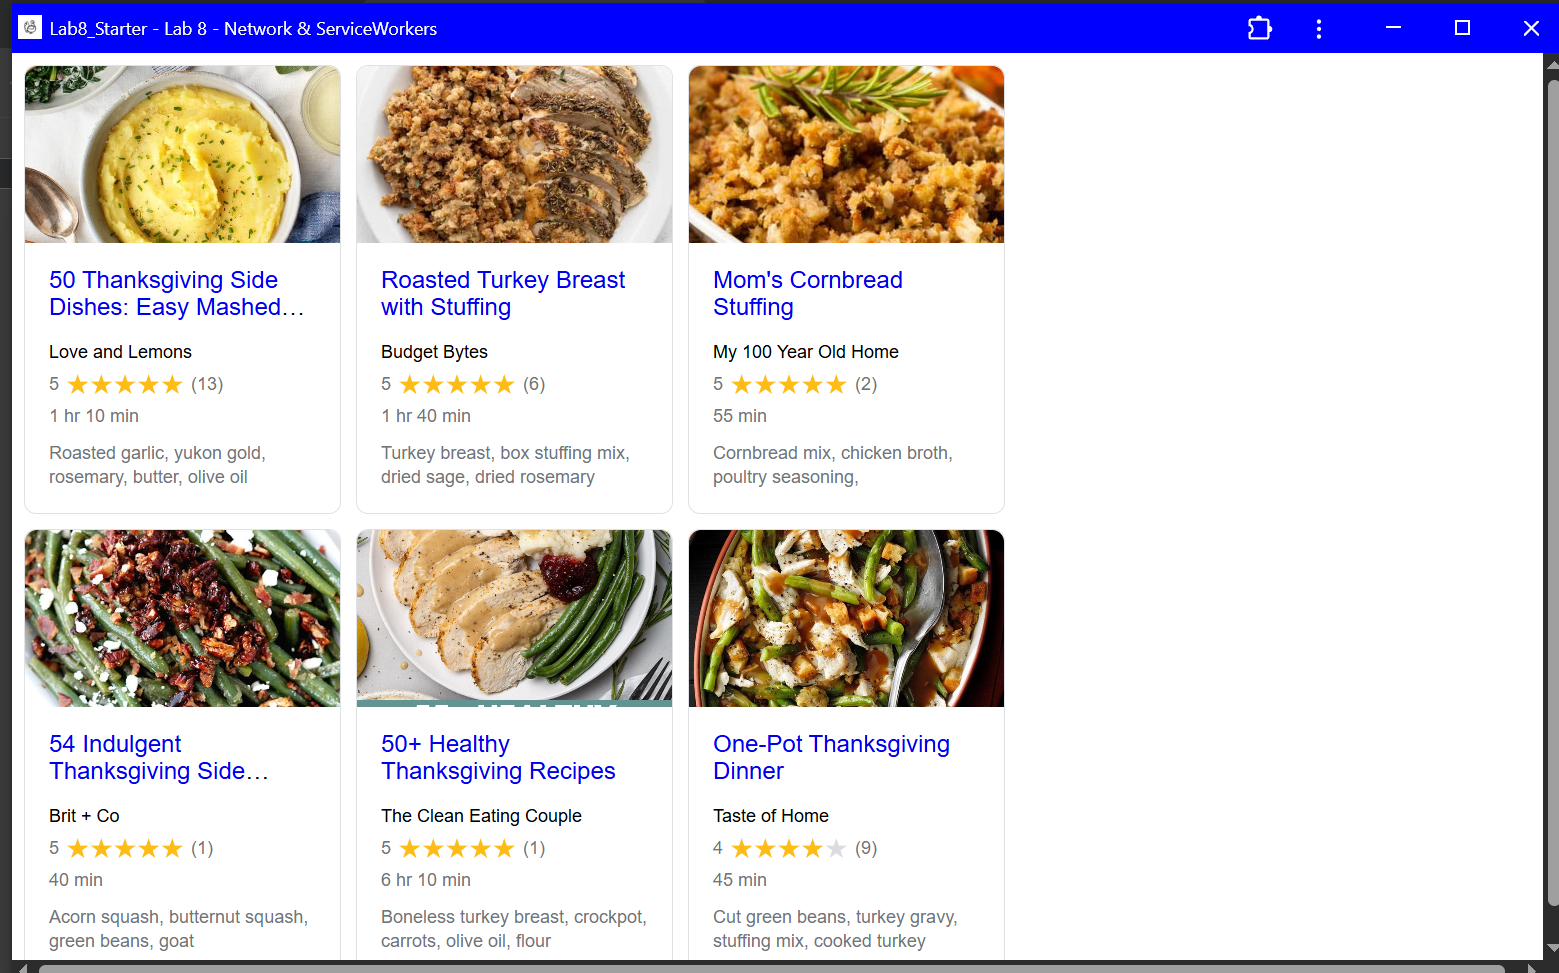 Lab8_Starter - Lab 8 - Network & ServiceWorkers
50 Thanksgiving Side
Dishes: Easy Mashed…
Love and Lemons
5 ★★★★★ (13)
1 hr 10 min
Roasted garlic, yukon gold,
rosemary, butter, olive oil
Roasted Turkey Breast
with Stuffing
Budget Bytes
5 ★★★★★ (6)
1 hr 40 min
Turkey breast, box stuffing mix,
dried sage, dried rosemary
Mom's Cornbread
Stuffing
My 100 Year Old Home
5 ★★★★★ (2)
55 min
Cornbread mix, chicken broth,
poultry seasoning,
54 Indulgent
Thanksgiving Side…
Brit + Co
5 ★★★★★ (1)
40 min
Acorn squash, butternut squash,
green beans, goat
50+ Healthy
Thanksgiving Recipes
The Clean Eating Couple
5 ★★★★★ (1)
6 hr 10 min
Boneless turkey breast, crockpot,
carrots, olive oil, flour
One-Pot Thanksgiving
Dinner
Taste of Home
4 ★★★★★ (9)
45 min
Cut green beans, turkey gravy,
stuffing mix, cooked turkey